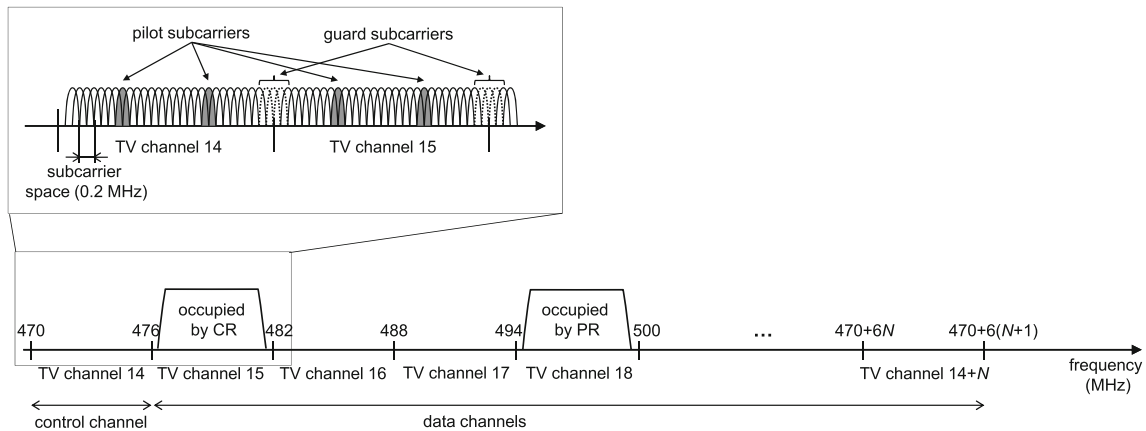 pilot subcarriers guard subcarriers
TV channel 14 TV channel 15
subcarrier
space (0.2 MHz)
occupied
by CR
occupied
by PR
470 476 482 488 494 500 ... 470+6N 470+6(N+1)
TV channel 14 TV channel 15 TV channel 16 TV channel 17 TV channel 18 TV channel 14+N
frequency
(MHz)
control channel data channels